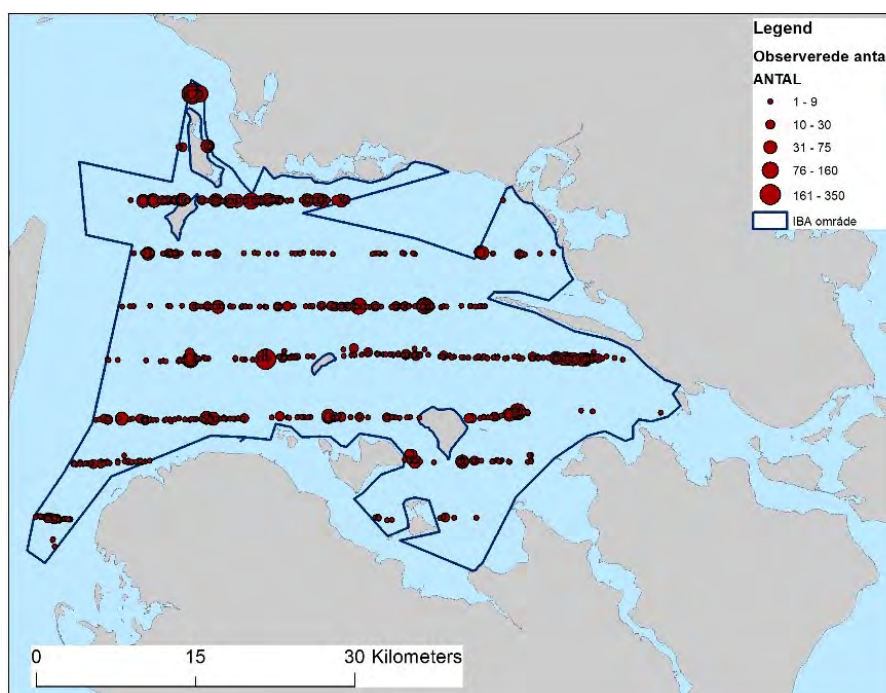 Legend
Observerede anta
ANTAL
1 - 9
10 - 30
31 - 75
76 - 160
161 - 350
IBA område
0 15 30 Kilometers